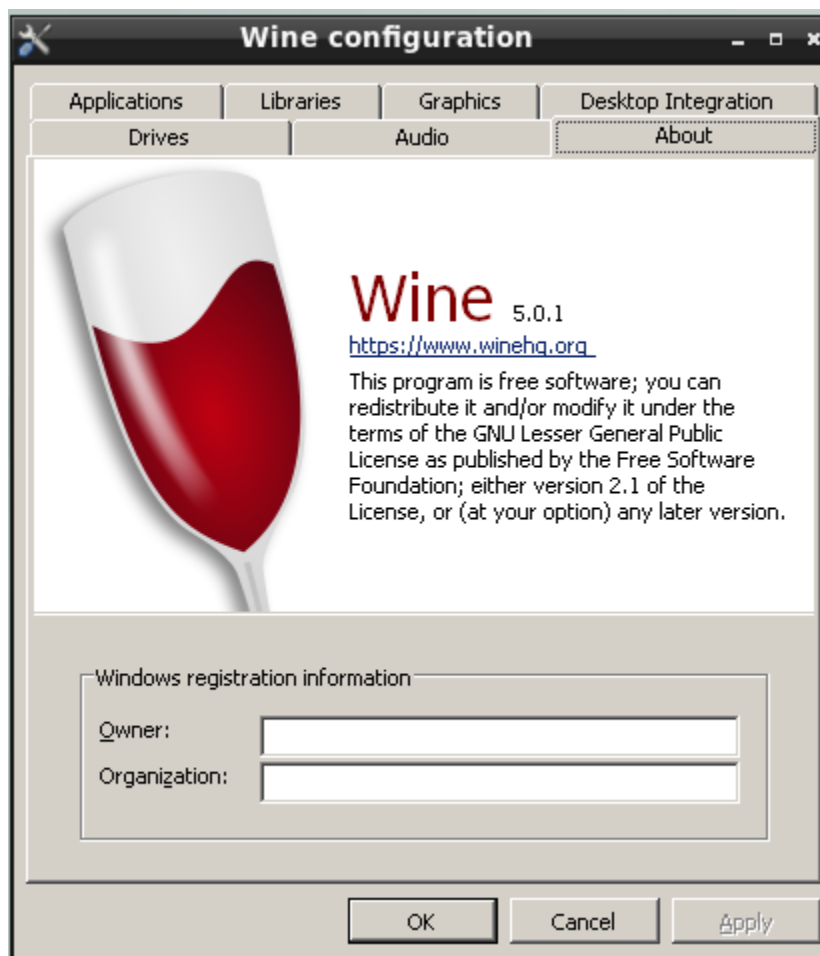 Wine configuration
Applications
Libraries
Graphics
Desktop Integration
Drives
Audio
About
Wine 5.0.1
https://www.winehq.org
This program is free software; you can
redistribute it and/or modify it under the
terms of the GNU Lesser General Public
License as published by the Free Software
Foundation; either version 2.1 of the
License, or (at your option) any later version.
Windows registration information
Owner:
Organization:
OK
Cancel
Apply